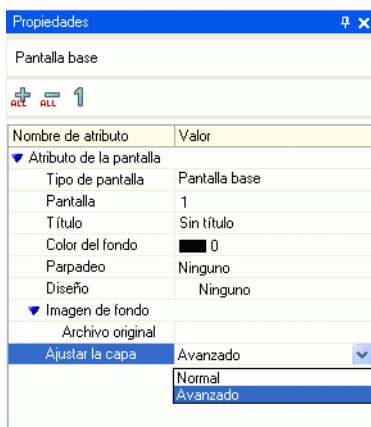 Propiedades
Pantalla base
ALL ALL 1
Nombre de atributo Valor
Atributo de la pantalla
Tipo de pantalla Pantalla base
Pantalla 1
Título Sin título
Color del fondo 0
Parpadeo Ninguno
Diseño Ninguno
Imagen de fondo
Archivo original
Ajustar la capa Avanzado
Normal
Avanzado